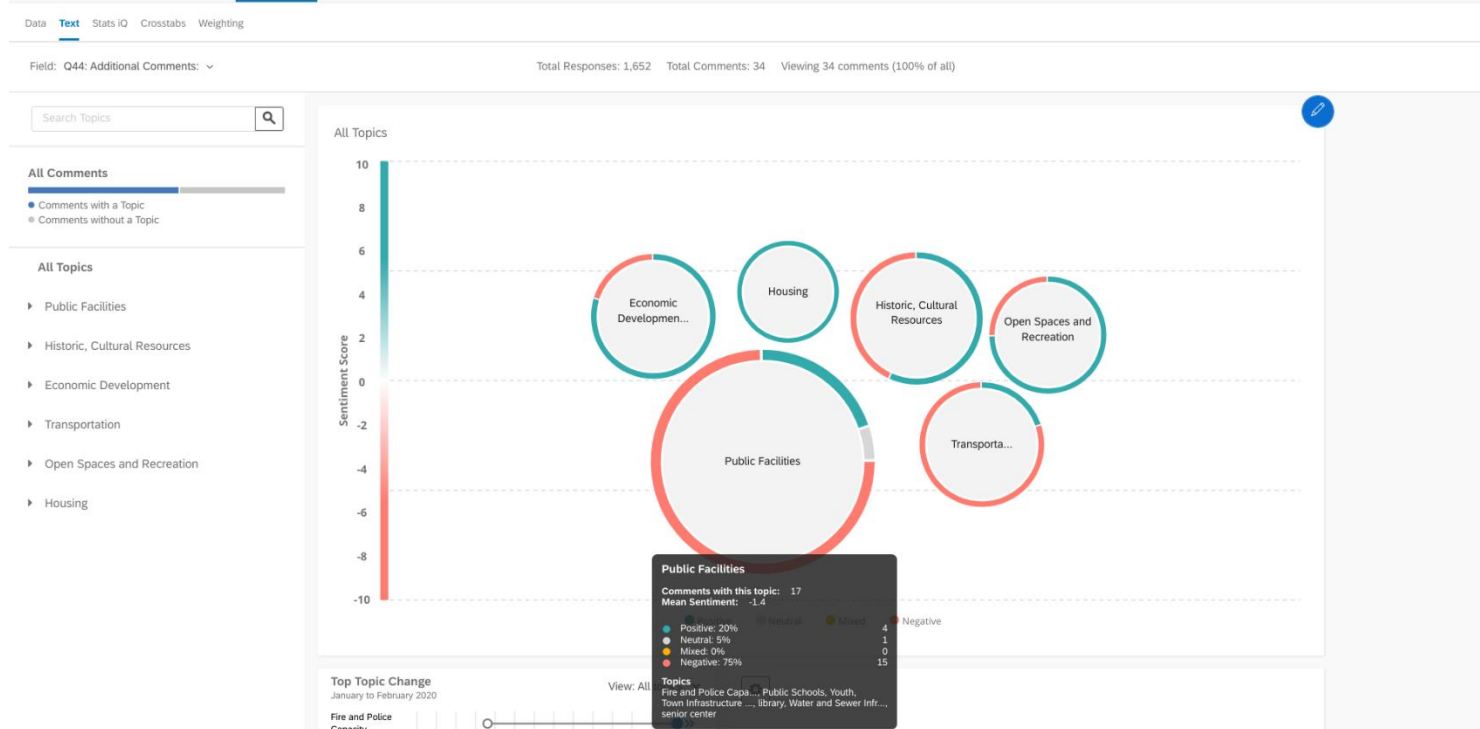 Data Text Stats iQ Crosstabs Weighting
Field: Q44: Additional Comments:
Total Responses: 1,652 Total Comments: 34 Viewing 34 comments (100% of all)
Search Topics
All Comments
Comments with a Topic
Comments without a Topic
All Topics
Public Facilities
Historic, Cultural Resources
Economic Development
Transportation
Open Spaces and Recreation
Housing
All Topics
Sentiment Score
10
8
6
4
2
0
-2
-4
-6
-8
-10
Economic
Developmen...
Housing
Historic, Cultural
Resources
Open Spaces and
Recreation
Public Facilities
Transporta...
Public Facilities
Comments with this topic: 17
Mean Sentiment: -1.4
Positive: 20% 4
Neutral: 5% 1
Mixed: 0% 0
Negative: 75% 15
Topics
Fire and Police Capa..., Public Schools, Youth,
Town Infrastructure ..., library, Water and Sewer Infr...,
senior center
Positive Neutral Mixed Negative
Top Topic Change
January to February 2020
View: All
Fire and Police
Capacity